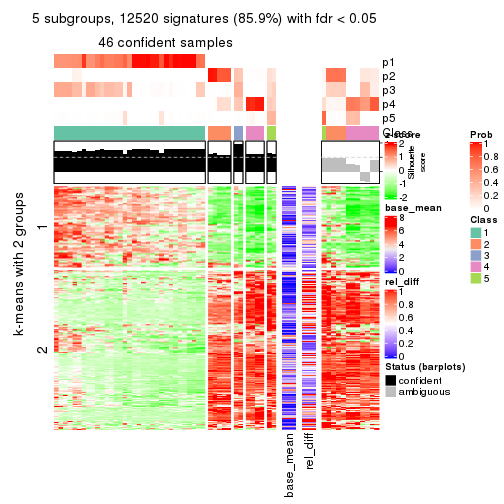 5 subgroups, 12520 signatures (85.9%) with fdr < 0.05
46 confident samples
p1
p2
p3
p4
p5
Class
Silhouette
score
k-means with 2 groups
1
2
base_mean
rel_diff
z-score
2
1
0
-1
-2
base_mean
8
6
4
2
0
rel_diff
1
0.8
0.6
0.4
0.2
0
Status (barplots)
confident
ambiguous
Prob
1
0.8
0.6
0.4
0.2
0
Class
1
2
3
4
5